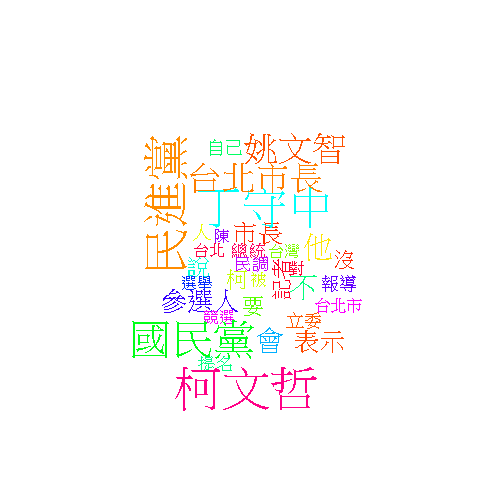 自己
姚文智
民進黨
台北市長
丁守中
人
陳
市長
他
台北
總統
台灣
沒
說
民調
記者
對
選舉
柯
被
不
報導
參選人
要
台北市
競選
立委
國民黨
會
表示
提名
柯文哲